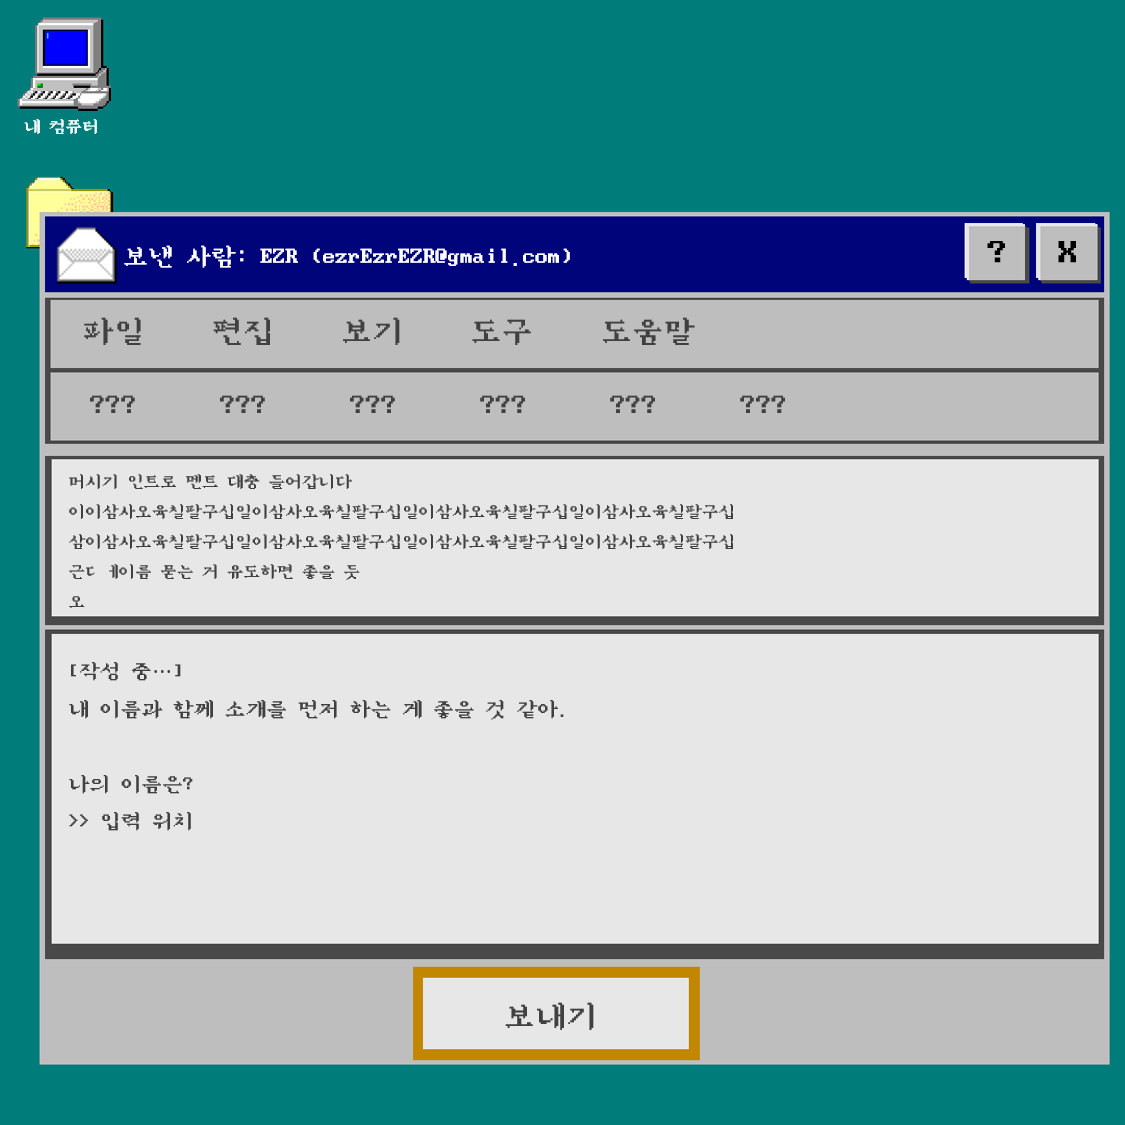 내 컴퓨터
보낸 사람: EZR (ezrEzrEZR@gmail.com)
? X
파일 편집 보기 도구 도움말
??? ??? ??? ??? ??? ???
머시기 인트로 멘트 대충 들어갑니다
이이삼사오육칠팔구십일이삼사오육칠팔구십일이삼사오육칠팔구십일이삼사오육칠팔구십
삼이삼사오육칠팔구십일이삼사오육칠팔구십일이삼사오육칠팔구십일이삼사오육칠팔구십
근ㄷ ㅔ이름 묻는 거 유도하면 좋을 듯
오
[작성 중…]
내 이름과 함께 소개를 먼저 하는 게 좋을 것 같아.
나의 이름은?
>> 입력 위치
보내기